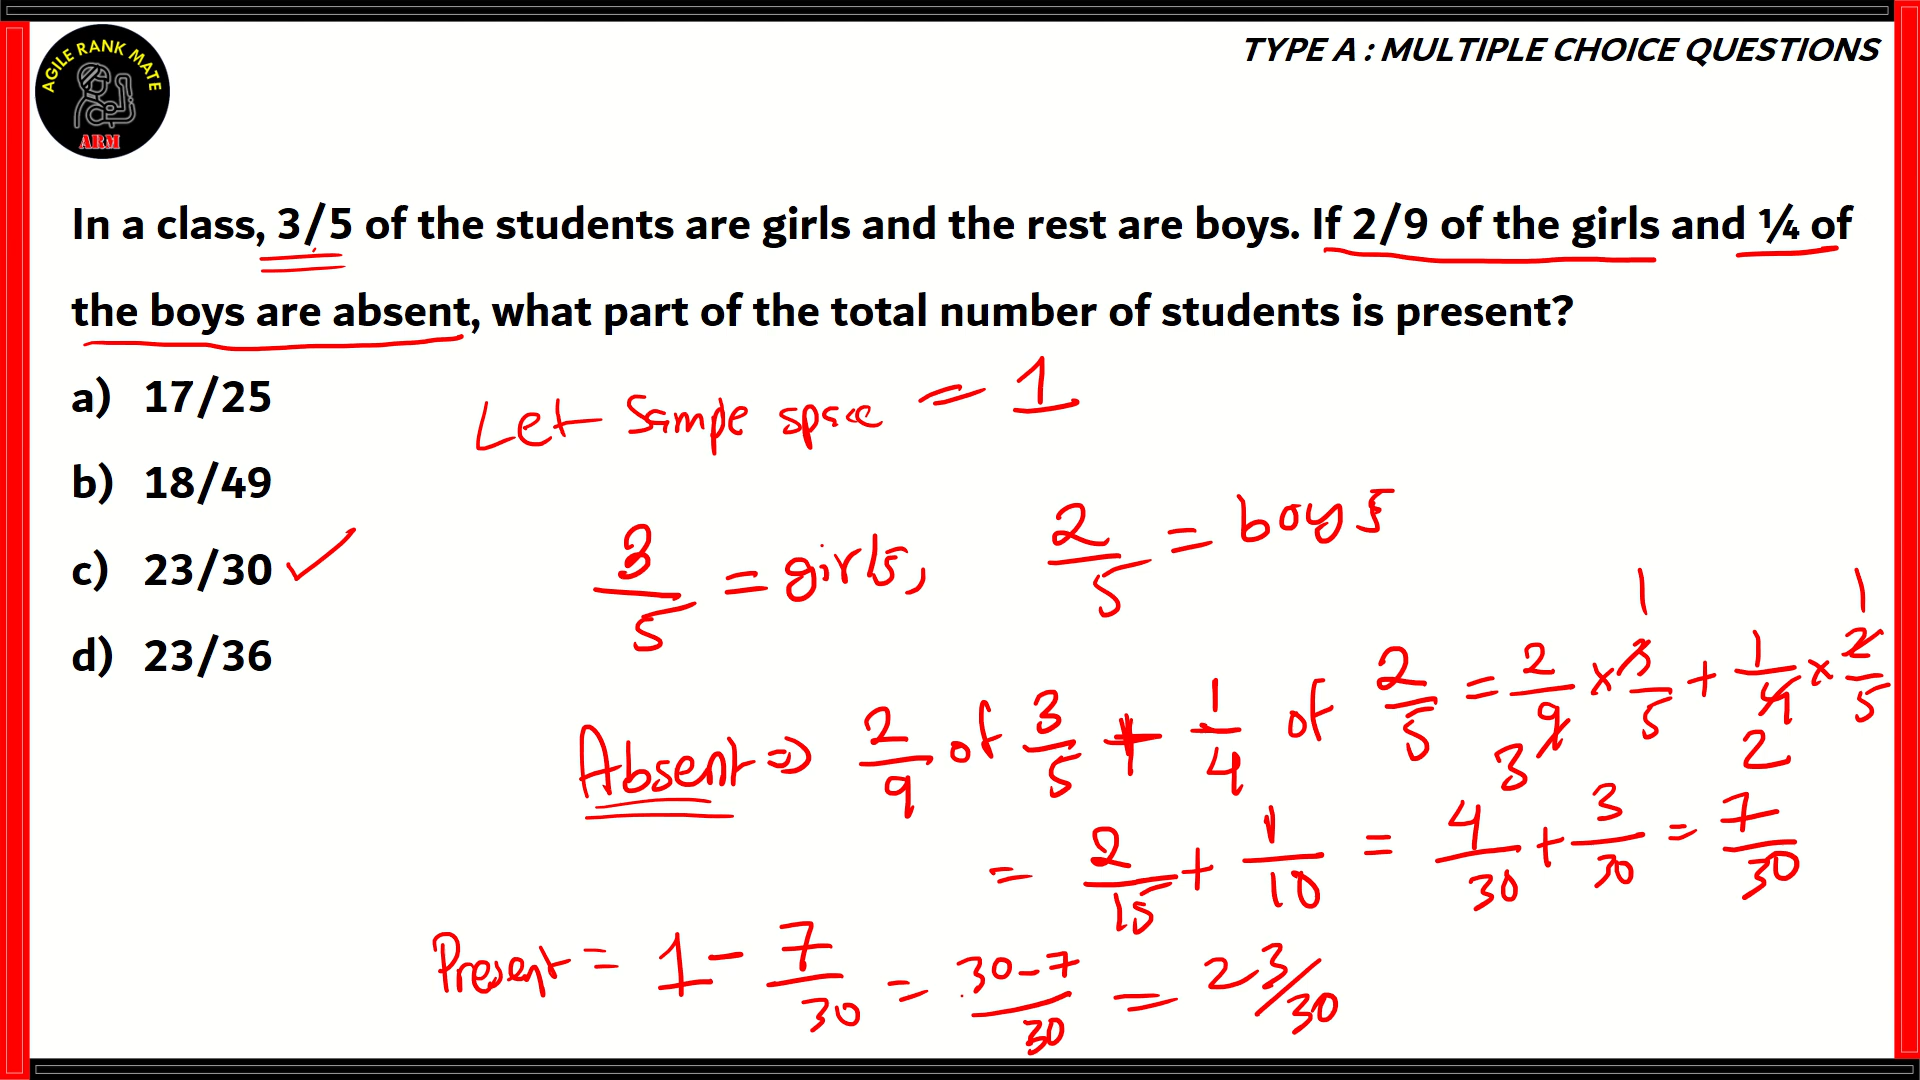 AGILE RANK MATE
ARM
TYPE A : MULTIPLE CHOICE QUESTIONS
In a class, 3/5 of the students are girls and the rest are boys. If 2/9 of the girls and ¼ of
the boys are absent, what part of the total number of students is present?
a) 17/25
b) 18/49
c) 23/30 ✓
d) 23/36
Let Sample space = 1
3/5 = girls, 2/5 = boys
Absent ⇒ 2/9 of 3/5 + 1/4 of 2/5 = 2/9 × 3/5 + 1/4 × 2/5
1 1
3 2
= 2/15 + 1/10 = 4/30 + 3/30 = 7/30
Present = 1 - 7/30 = 30-7/30 = 23/30